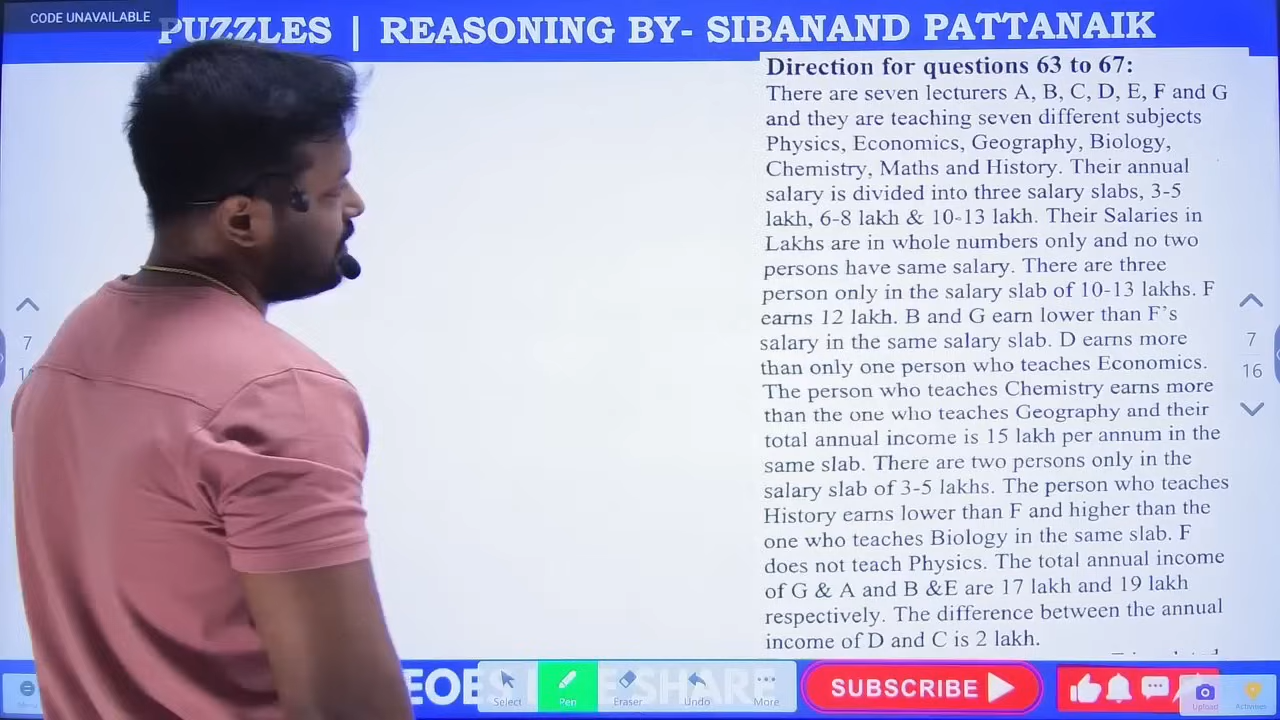 CODE UNAVAILABLE
PUZZLES | REASONING BY- SIBANAND PATTANAIK
Direction for questions 63 to 67:
There are seven lecturers A, B, C, D, E, F and G
and they are teaching seven different subjects
Physics, Economics, Geography, Biology,
Chemistry, Maths and History. Their annual
salary is divided into three salary slabs, 3-5
lakh, 6-8 lakh & 10-13 lakh. Their Salaries in
Lakhs are in whole numbers only and no two
persons have same salary. There are three
person only in the salary slab of 10-13 lakhs. F
earns 12 lakh. B and G earn lower than F's
salary in the same salary slab. D earns more
than only one person who teaches Economics.
The person who teaches Chemistry earns more
than the one who teaches Geography and their
total annual income is 15 lakh per annum in the
same slab. There are two persons only in the
salary slab of 3-5 lakhs. The person who teaches
History earns lower than F and higher than the
one who teaches Biology in the same slab. F
does not teach Physics. The total annual income
of G & A and B &E are 17 lakh and 19 lakh
respectively. The difference between the annual
income of D and C is 2 lakh.
7
7
16
SHARE
Select
Pen
Eraser
Undo
More
SUBSCRIBE
Upload
Activities